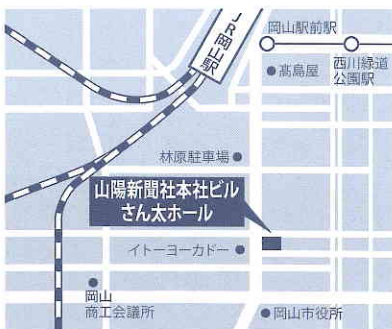 JR岡山駅
岡山駅前駅
西川緑道
公園駅
髙島屋
林原駐車場
山陽新聞社本社ビル
さん太ホール
イトーヨーカドー
岡山
商工会議所
岡山市役所